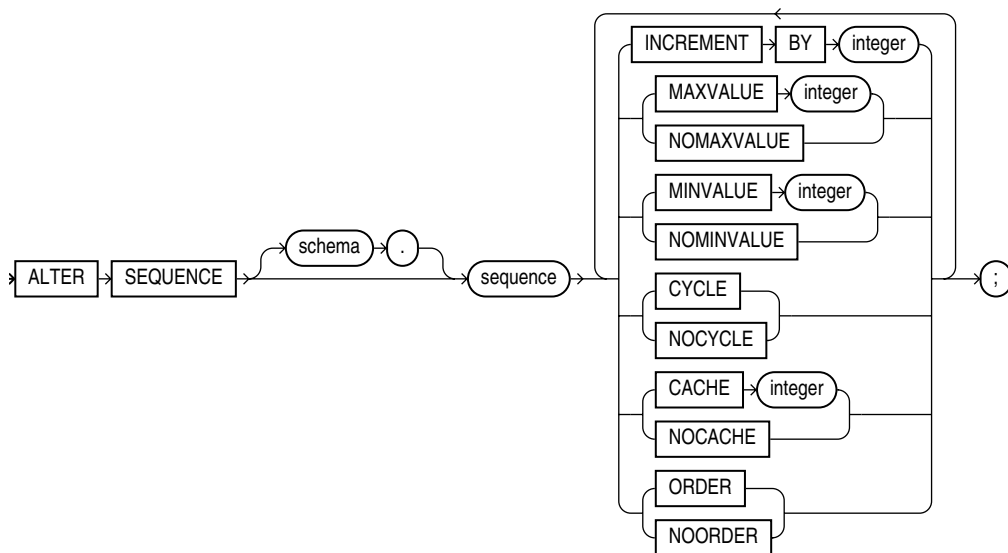 INCREMENT BY integer
MAXVALUE integer
NOMAXVALUE
MINVALUE integer
NOMINVALUE
schema .
ALTER SEQUENCE sequence ;
CYCLE
NOCYCLE
CACHE integer
NOCACHE
ORDER
NOORDER